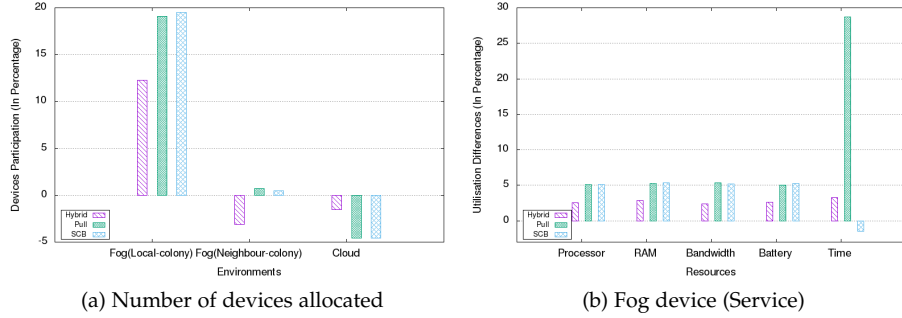 20
15
10
5
0
-5
Devices Participation (In Percentage)
Hybrid
Pull
SCB
Fog(Local-colony) Fog(Neighbour-colony) Cloud
Environments
(a) Number of devices allocated
30
25
20
15
10
5
0
Utilisation Differences (In Percentage)
Hybrid
Pull
SCB
Processor RAM Bandwidth Battery Time
Resources
(b) Fog device (Service)